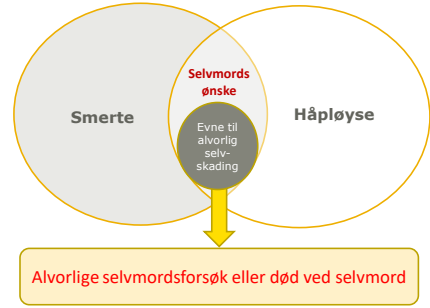 Selvmords
ønske
Smerte
Håpløyse
Evne til
alvorlig
selv-
skading
Alvorlige selvmordsforsøk eller død ved selvmord